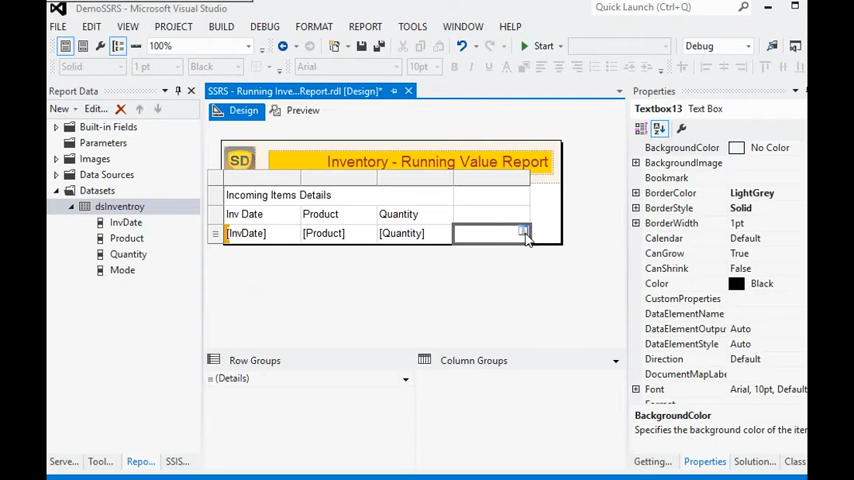 DemoSSRS - Microsoft Visual Studio
Quick Launch (Ctrl+Q)
FILE EDIT VIEW PROJECT BUILD DEBUG FORMAT REPORT TOOLS WINDOW HELP
100% Start Debug
Solid 1 pt Black Arial 10pt
Report Data
New Edit...
Built-in Fields
Parameters
Images
Data Sources
Datasets
dsInventroy
InvDate
Product
Quantity
Mode
Serve... Tool... Repo... SSIS...
SSRS - Running Inve...Report.rdl [Design]*
Design Preview
SD Inventory - Running Value Report
Incoming Items Details
Inv Date Product Quantity
[InvDate] [Product] [Quantity]
Row Groups Column Groups
(Details)
Properties
Textbox13 Text Box
BackgroundColor No Color
BackgroundImage
Bookmark
BorderColor LightGrey
BorderStyle Solid
BorderWidth 1pt
Calendar Default
CanGrow True
CanShrink False
Color Black
CustomProperties
DataElementName
DataElementOutpu Auto
DataElementStyle Auto
Direction Default
DocumentMapLabe
Font Arial, 10pt, Default
BackgroundColor
Specifies the background color of the item
Getting... Properties Solution... Class